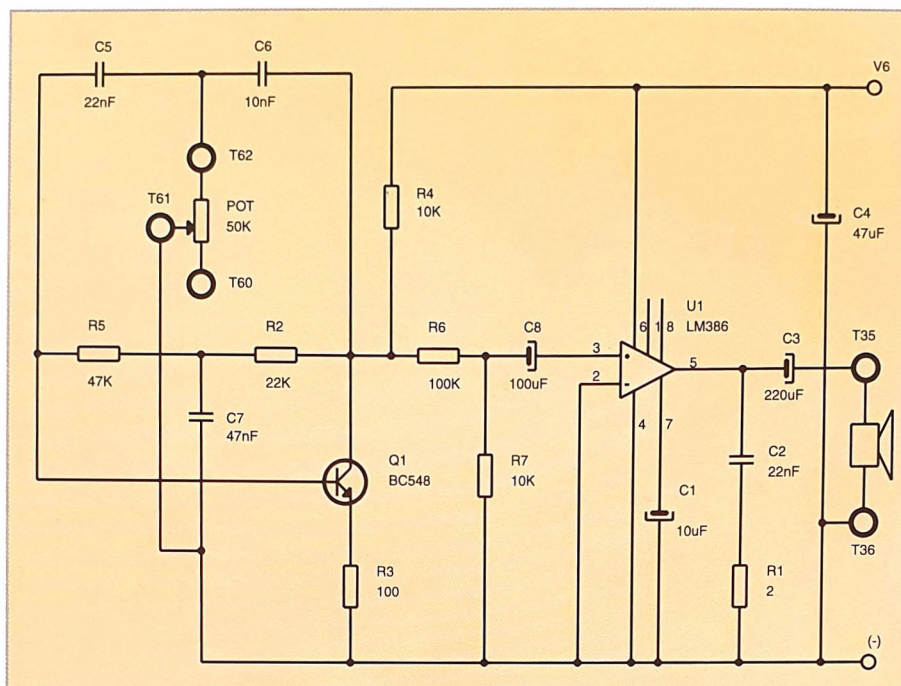 C5
22nF
C6
10nF
T62
T61
POT
50K
T60
R5
47K
R2
22K
C7
47nF
Q1
BC548
R3
100
R4
10K
R6
100K
R7
10K
C8
100uF
3
2
6
1
8
U1
LM386
5
4
7
C1
10uF
C3
220uF
C2
22nF
R1
2
C4
47uF
V6
T35
T36
(-)